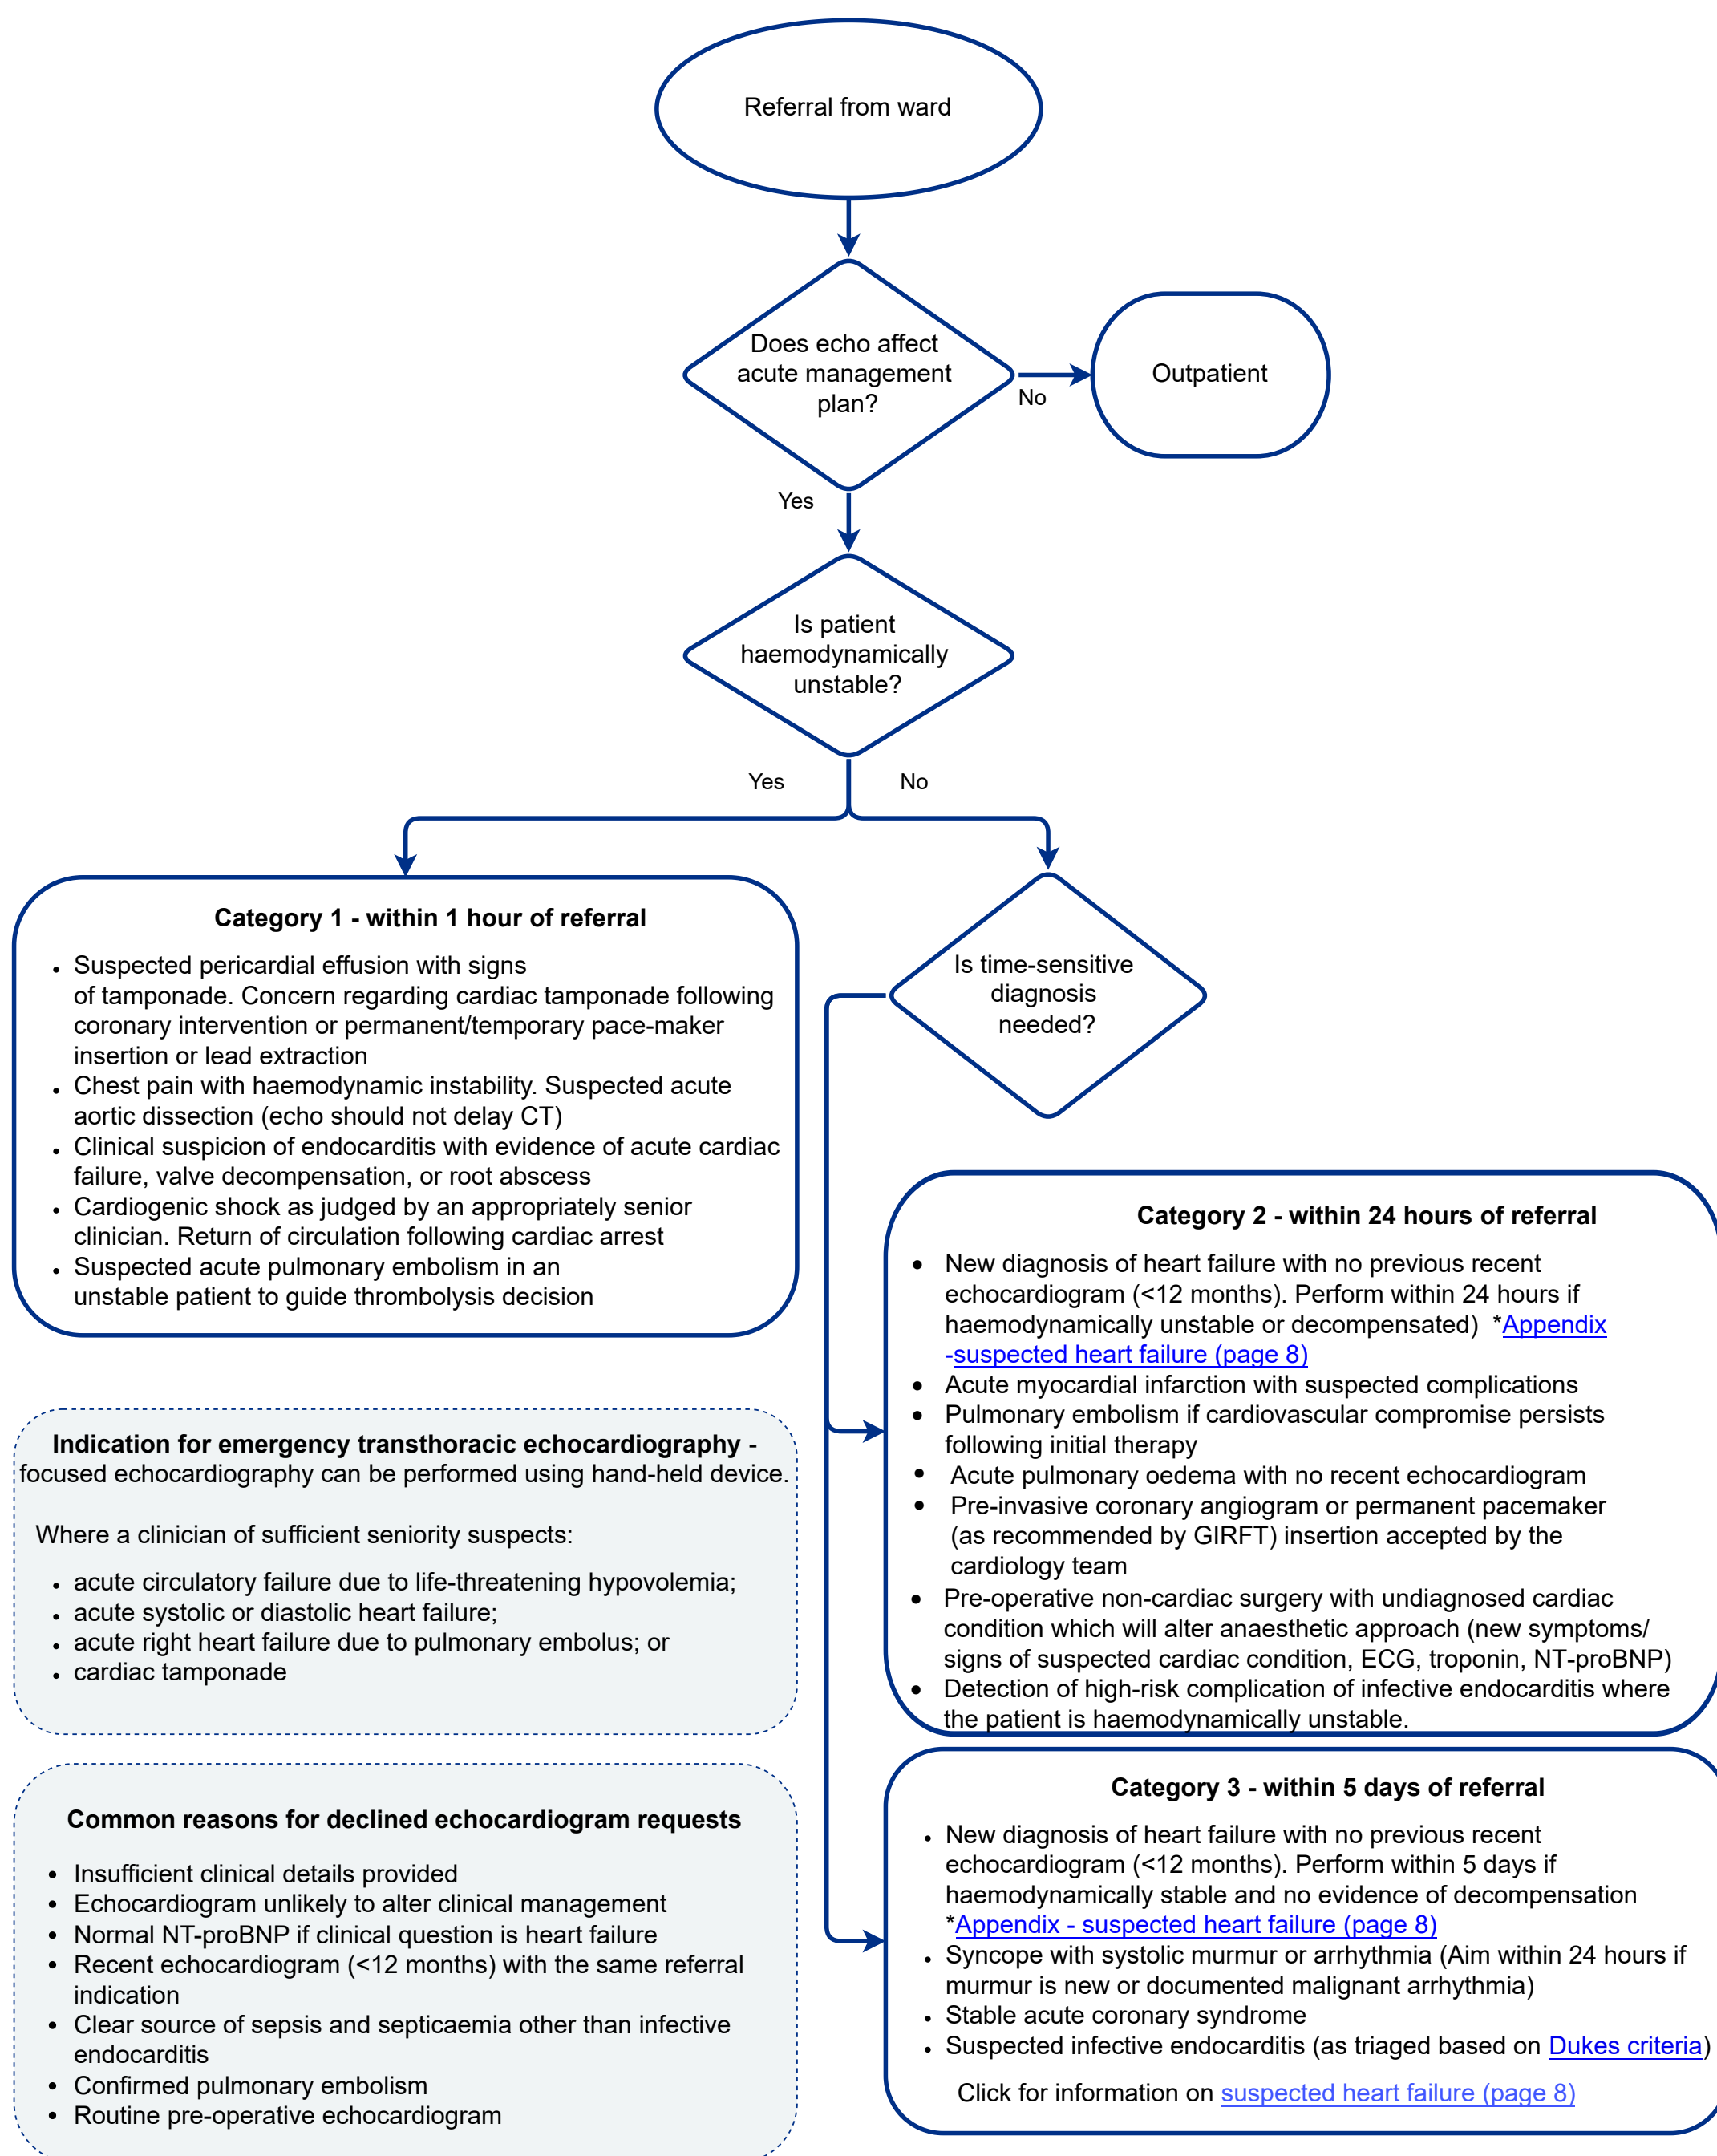 Referral from ward
Does echo affect
acute management
plan?
No
Outpatient
Yes
Is patient
haemodynamically
unstable?
Yes
No
Category 1 - within 1 hour of referral
• Suspected pericardial effusion with signs
of tamponade. Concern regarding cardiac tamponade following
coronary intervention or permanent/temporary pace-maker
insertion or lead extraction
• Chest pain with haemodynamic instability. Suspected acute
aortic dissection (echo should not delay CT)
• Clinical suspicion of endocarditis with evidence of acute cardiac
failure, valve decompensation, or root abscess
• Cardiogenic shock as judged by an appropriately senior
clinician. Return of circulation following cardiac arrest
• Suspected acute pulmonary embolism in an
unstable patient to guide thrombolysis decision
Is time-sensitive
diagnosis
needed?
Category 2 - within 24 hours of referral
• New diagnosis of heart failure with no previous recent
echocardiogram (<12 months). Perform within 24 hours if
haemodynamically unstable or decompensated) *Appendix
-suspected heart failure (page 8)
• Acute myocardial infarction with suspected complications
• Pulmonary embolism if cardiovascular compromise persists
following initial therapy
• Acute pulmonary oedema with no recent echocardiogram
• Pre-invasive coronary angiogram or permanent pacemaker
(as recommended by GIRFT) insertion accepted by the
cardiology team
• Pre-operative non-cardiac surgery with undiagnosed cardiac
condition which will alter anaesthetic approach (new symptoms/
signs of suspected cardiac condition, ECG, troponin, NT-proBNP)
• Detection of high-risk complication of infective endocarditis where
the patient is haemodynamically unstable.
Indication for emergency transthoracic echocardiography -
focused echocardiography can be performed using hand-held device.
Where a clinician of sufficient seniority suspects:
• acute circulatory failure due to life-threatening hypovolemia;
• acute systolic or diastolic heart failure;
• acute right heart failure due to pulmonary embolus; or
• cardiac tamponade
Category 3 - within 5 days of referral
• New diagnosis of heart failure with no previous recent
echocardiogram (<12 months). Perform within 5 days if
haemodynamically stable and no evidence of decompensation
*Appendix - suspected heart failure (page 8)
• Syncope with systolic murmur or arrhythmia (Aim within 24 hours if
murmur is new or documented malignant arrhythmia)
• Stable acute coronary syndrome
• Suspected infective endocarditis (as triaged based on Dukes criteria)
Click for information on suspected heart failure (page 8)
Common reasons for declined echocardiogram requests
• Insufficient clinical details provided
• Echocardiogram unlikely to alter clinical management
• Normal NT-proBNP if clinical question is heart failure
• Recent echocardiogram (<12 months) with the same referral
indication
• Clear source of sepsis and septicaemia other than infective
endocarditis
• Confirmed pulmonary embolism
• Routine pre-operative echocardiogram